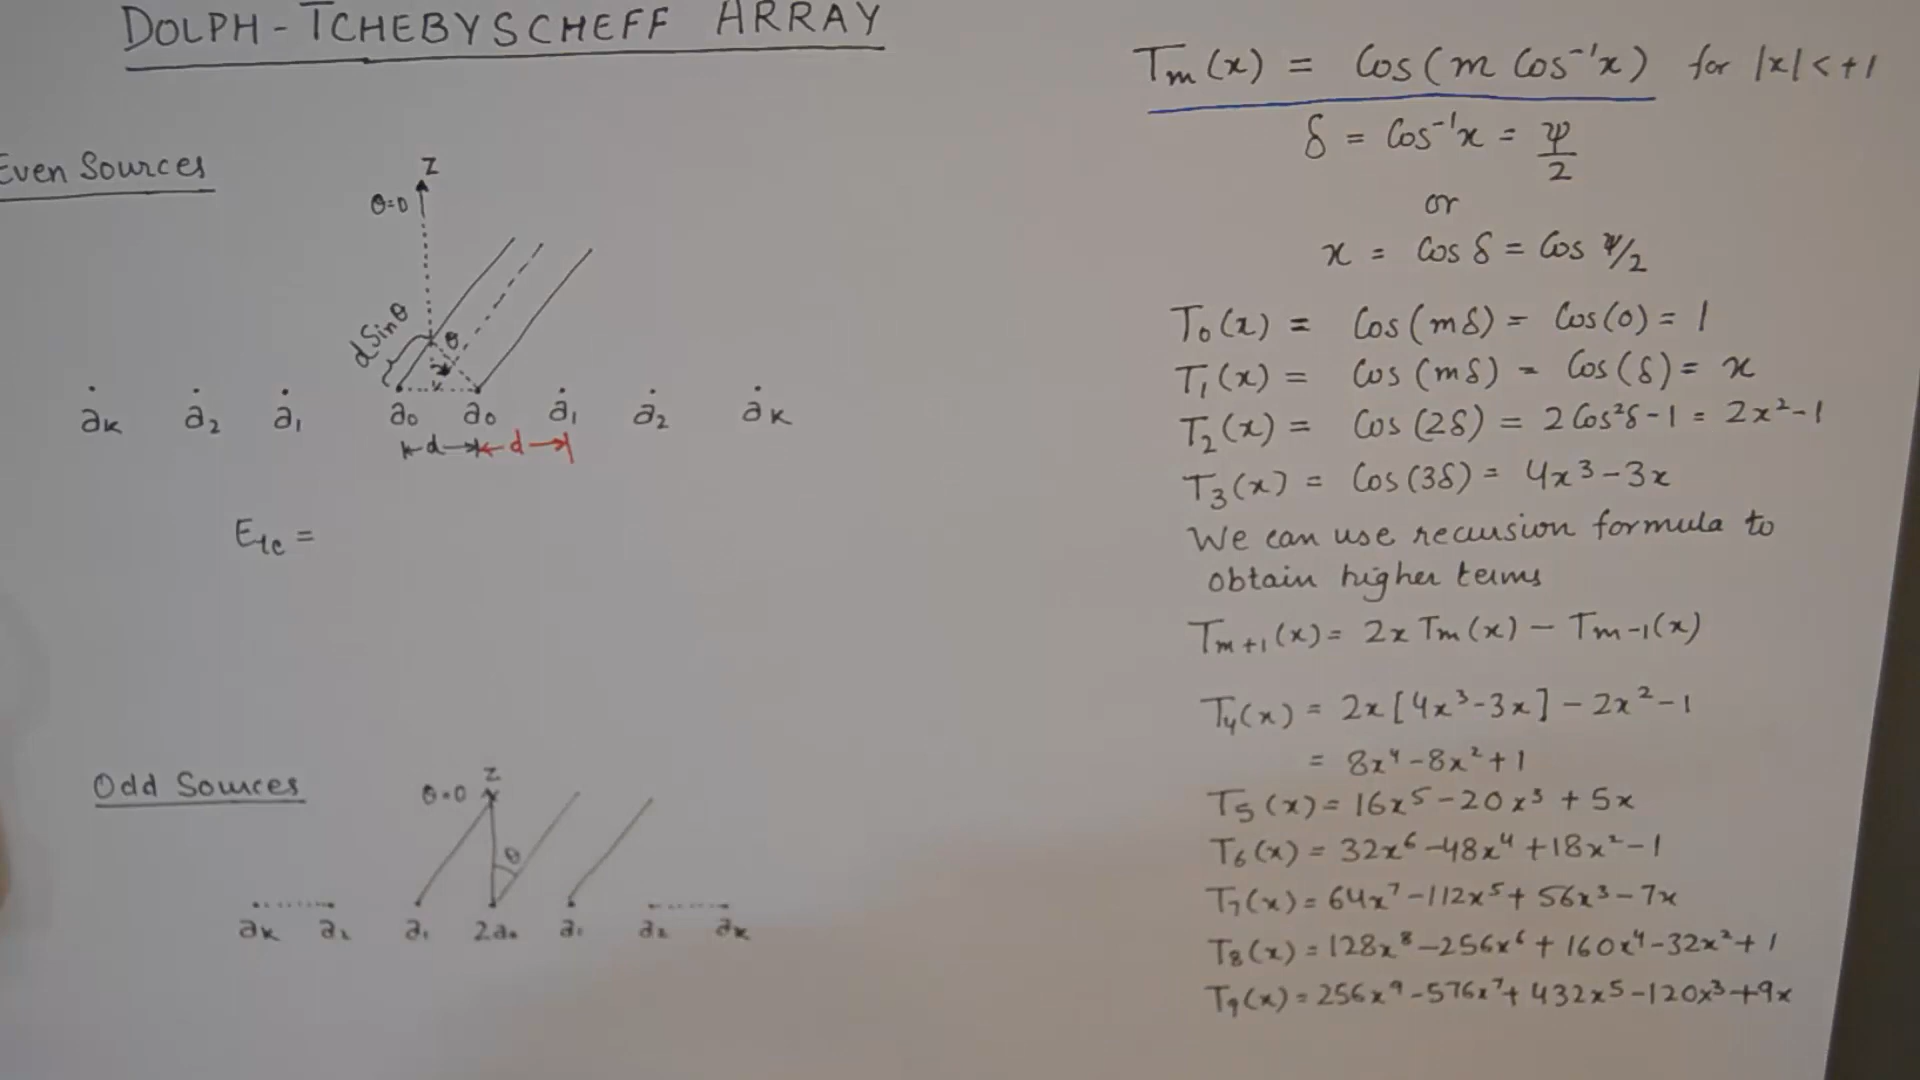 DOLPH-TCHEBYSCHEFF ARRAY
Even Sources
Z
θ=0
d Sinθ
θ
a_k a_2 a_1 a_0 a_0 a_1 a_2 a_k
d d
E_te =
Odd Sources
Z
θ=0
θ
a_k a_2 a_1 2a_0 a_1 a_2 a_k
T_m(x) = Cos(m Cos⁻¹x) for |x|<+1
δ = Cos⁻¹x = ψ/2
or
x = Cos δ = Cos ψ/2
T_0(x) = Cos(mδ) = Cos(0) = 1
T_1(x) = Cos(mδ) = Cos(δ) = x
T_2(x) = Cos(2δ) = 2Cos²δ-1 = 2x²-1
T_3(x) = Cos(3δ) = 4x³-3x
We can use recursion formula to
obtain higher terms
T_m+1(x) = 2x T_m(x) - T_m-1(x)
T_4(x) = 2x[4x³-3x] - 2x²-1
= 8x⁴-8x²+1
T_5(x) = 16x⁵-20x³+5x
T_6(x) = 32x⁶-48x⁴+18x²-1
T_7(x) = 64x⁷-112x⁵+56x³-7x
T_8(x) = 128x⁸-256x⁶+160x⁴-32x²+1
T_9(x) = 256x⁹-576x⁷+432x⁵-120x³+9x